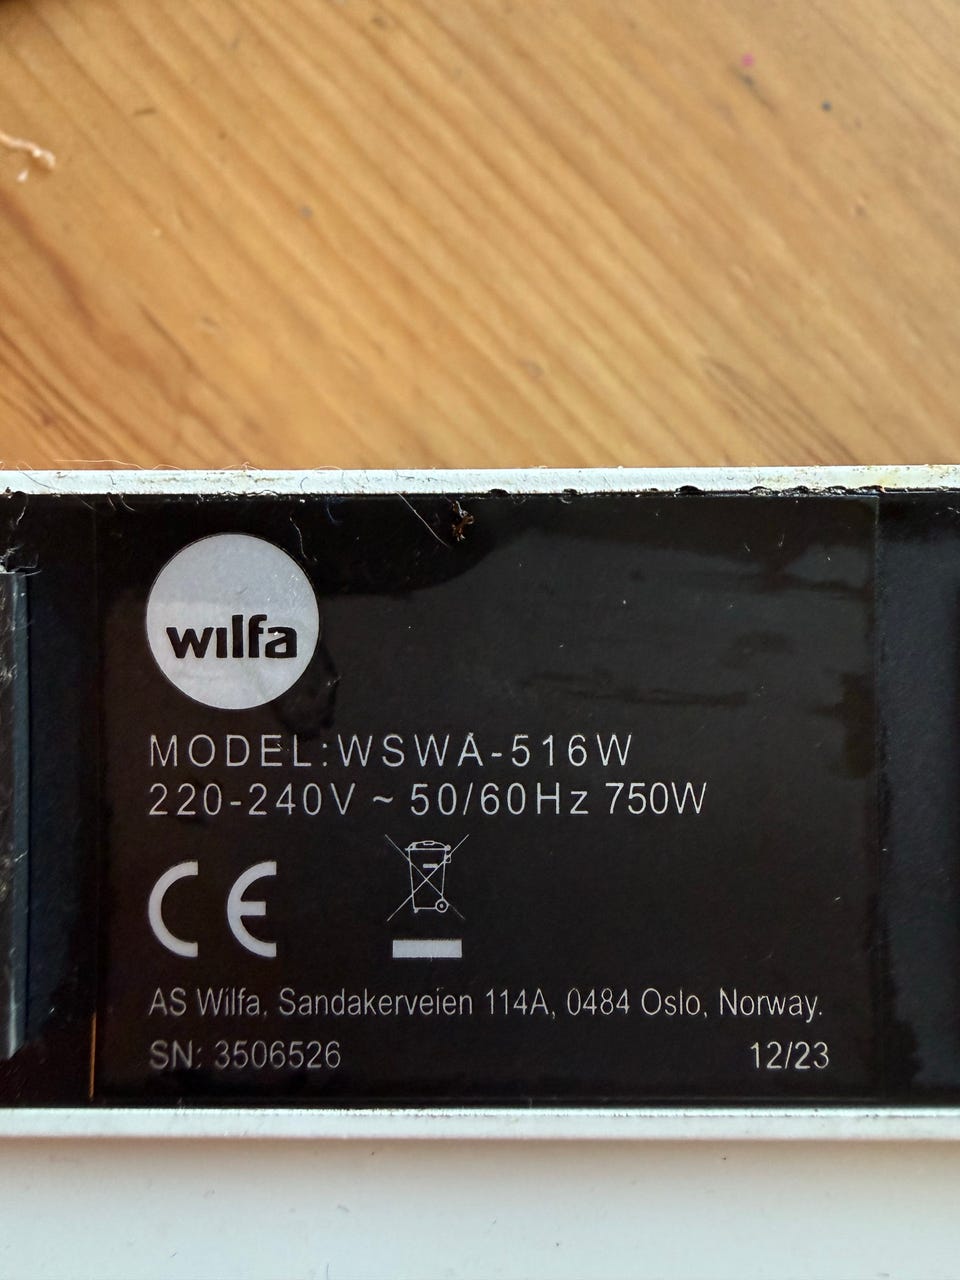 wilfa
MODEL:WSWA-516W
220-240V ~ 50/60Hz 750W
CE
AS Wilfa, Sandakerveien 114A, 0484 Oslo, Norway.
SN: 3506526 12/23